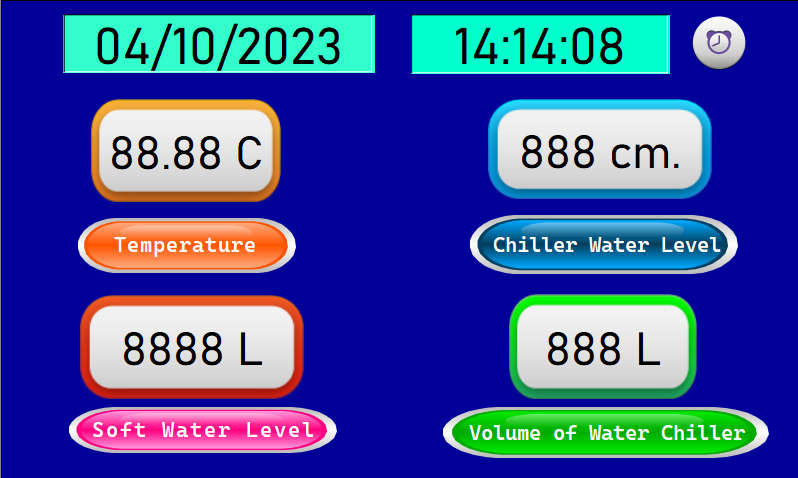 04/10/2023 14:14:08
88.88 C 888 cm.
Temperature Chiller Water Level
8888 L 888 L
Soft Water Level Volume of Water Chiller